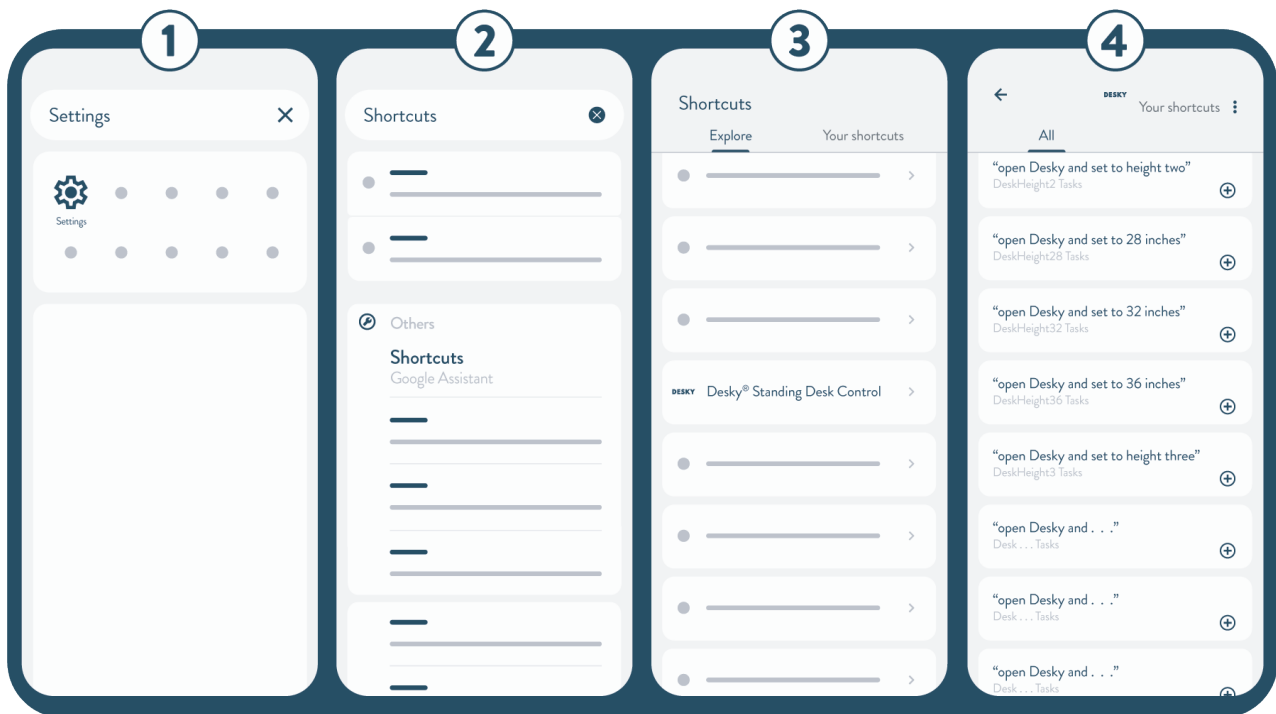 1
2
3
4
Settings
Settings
Shortcuts
Others
Shortcuts
Google Assistant
Shortcuts
Explore
Your shortcuts
DESKY
Desky® Standing Desk Control
DESKY
Your shortcuts
All
“open Desky and set to height two”
DeskHeight2 Tasks
“open Desky and set to 28 inches”
DeskHeight28 Tasks
“open Desky and set to 32 inches”
DeskHeight32 Tasks
“open Desky and set to 36 inches”
DeskHeight36 Tasks
“open Desky and set to height three”
DeskHeight3 Tasks
“open Desky and . . .”
Desk . . . Tasks
“open Desky and . . .”
Desk . . . Tasks
“open Desky and . . .”
Desk . . . Tasks